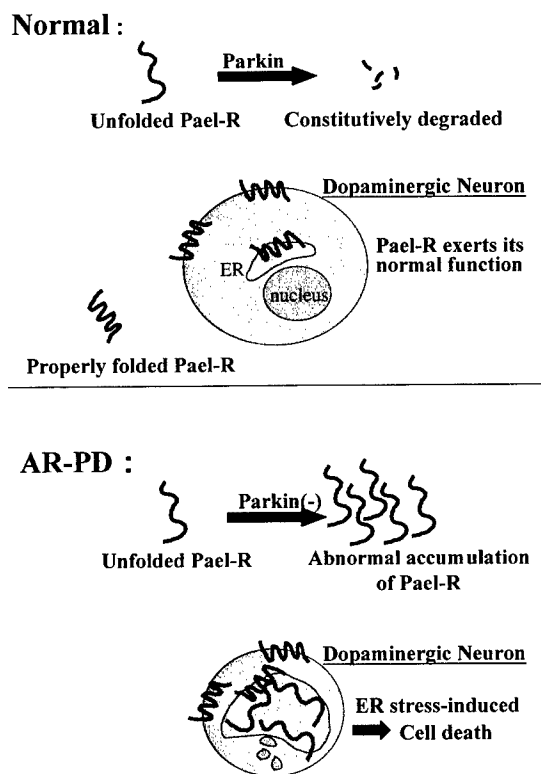 Normal :
Parkin
Unfolded Pael-R
Constitutively degraded
Dopaminergic Neuron
Pael-R exerts its
normal function
ER
nucleus
Properly folded Pael-R
AR-PD :
Parkin(-)
Unfolded Pael-R
Abnormal accumulation
of Pael-R
Dopaminergic Neuron
ER stress-induced
Cell death